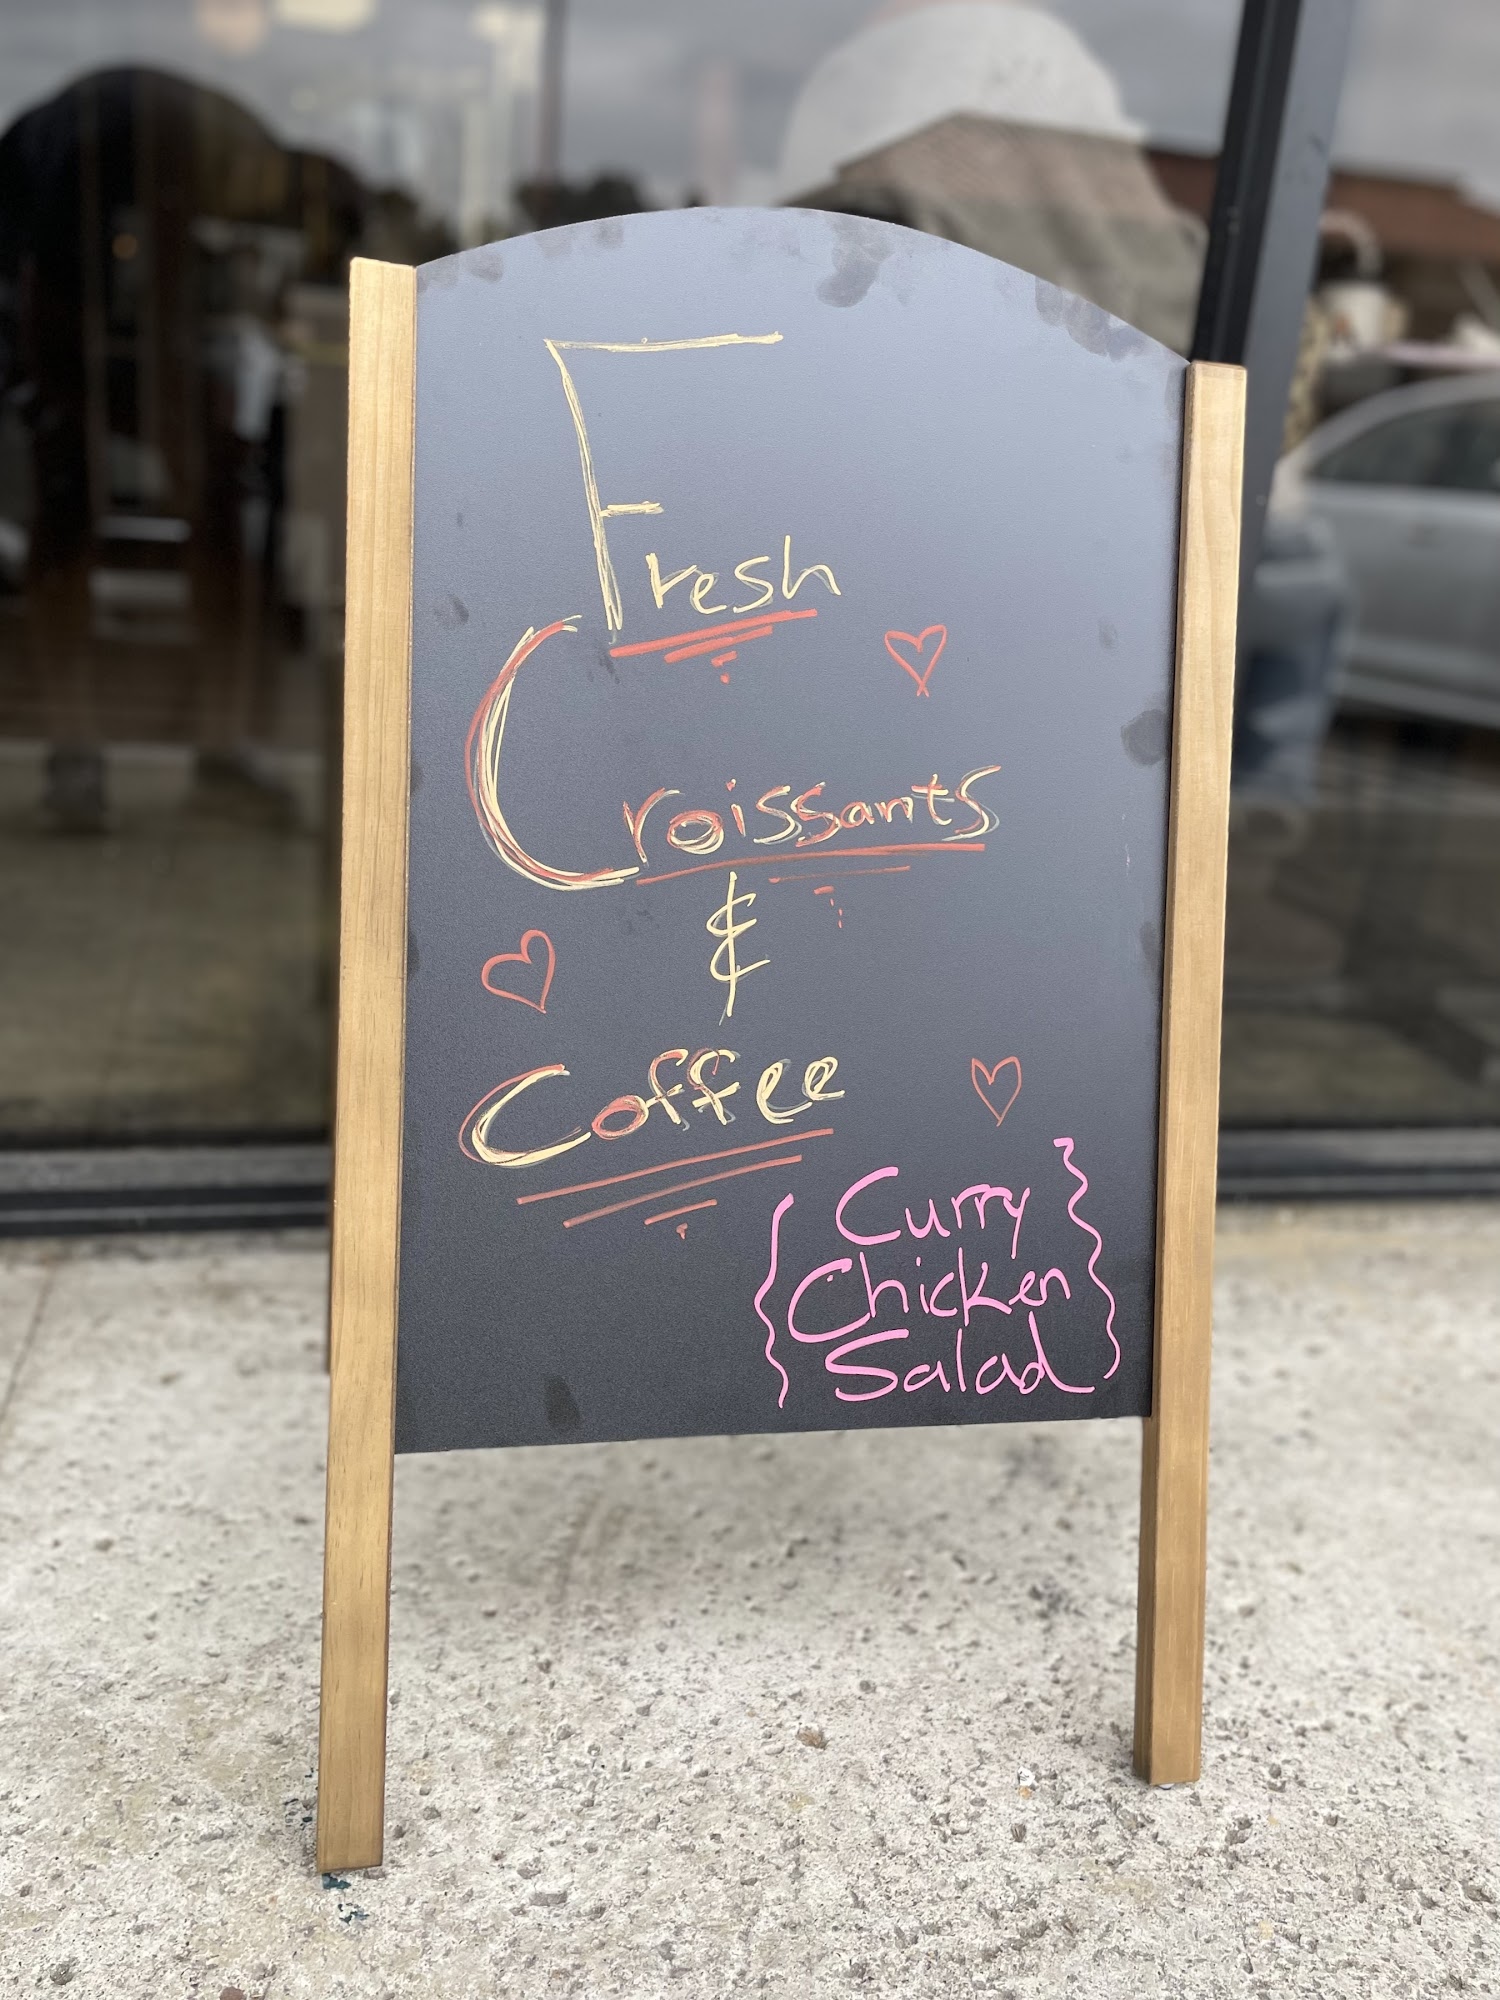 Fresh
Croissants
&
Coffee
{Curry
Chicken
Salad}